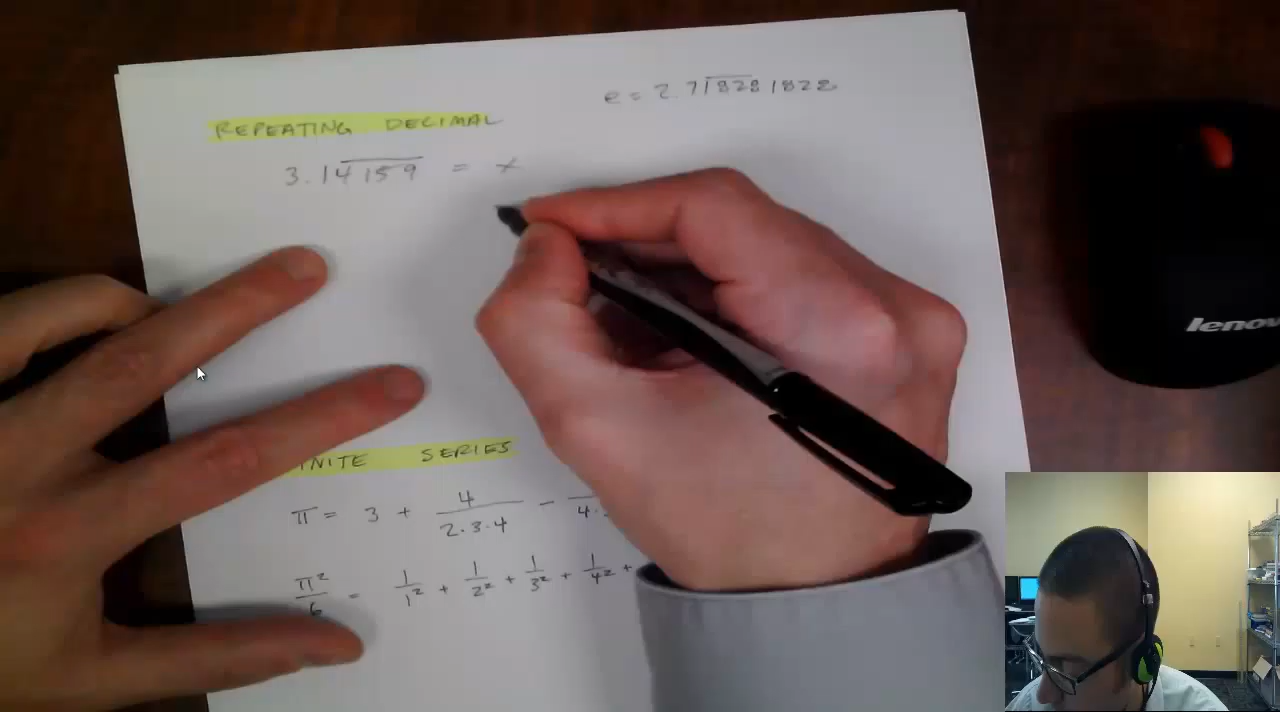 e = 2.7 1828 1828
REPEATING DECIMAL
3.14159 = x
INITE SERIES
π = 3 + 4/(2·3·4) -
π²/6 = 1/1² + 1/2² + 1/3² + 1/4² +
lenov